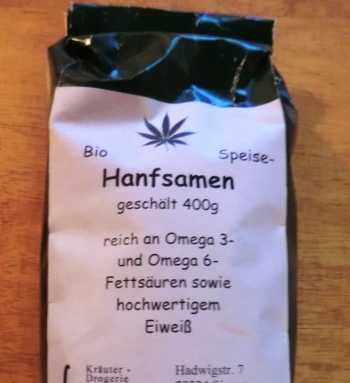 Bio Speise-
Hanfsamen
geschält 400g
reich an Omega 3-
und Omega 6-
Fettsäuren sowie
hochwertigem
Eiweiß
Kräuter - Hadwigstr. 7
Drogerie